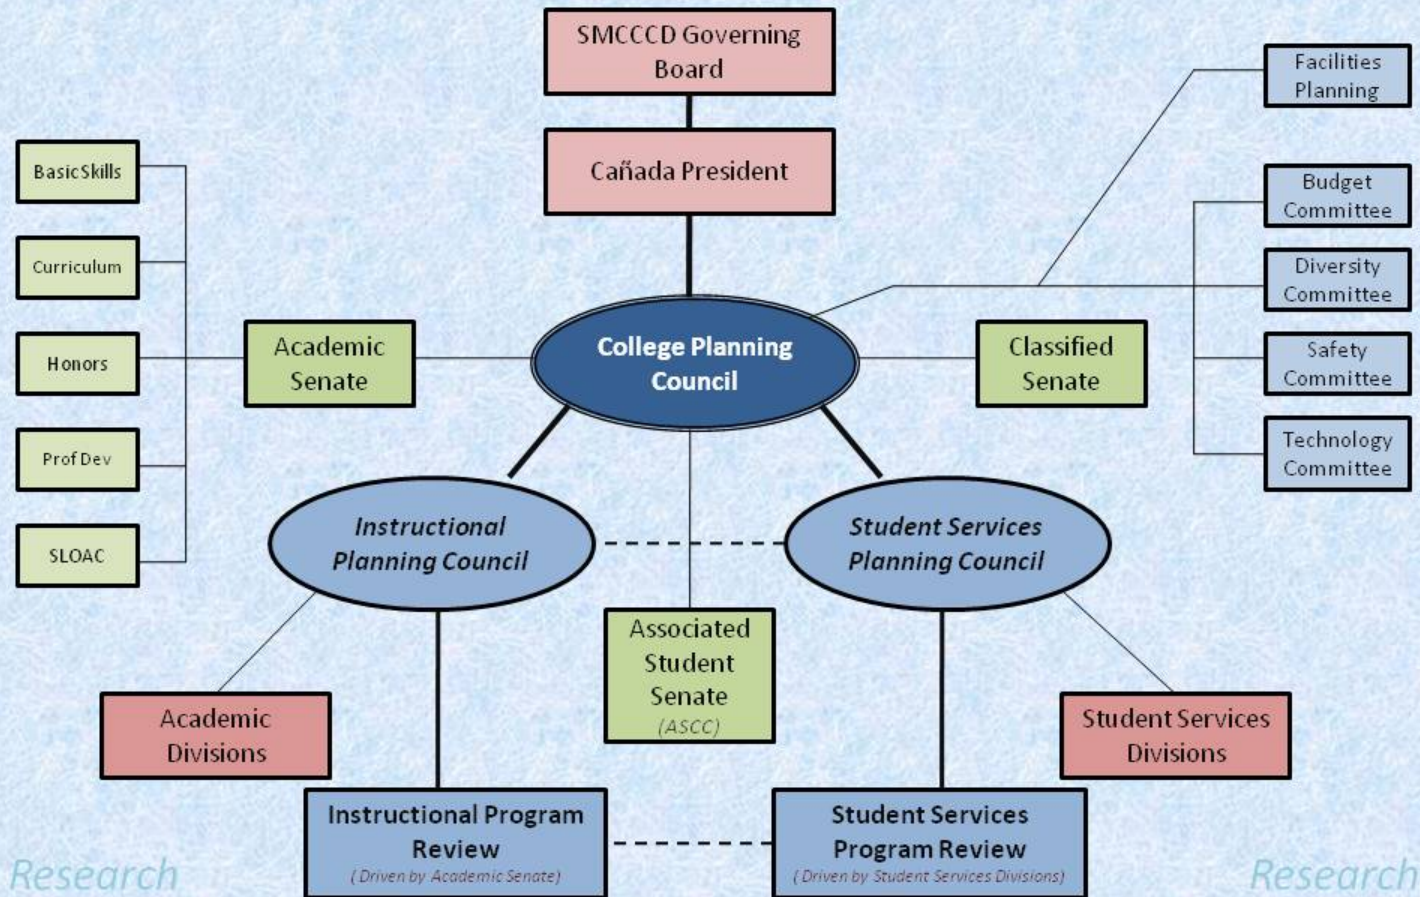 SMCCCD Governing
Board
Cañada President
Facilities
Planning
Budget
Committee
Diversity
Committee
Safety
Committee
Technology
Committee
Basic Skills
Curriculum
Honors
Prof Dev
SLOAC
Academic
Senate
College Planning
Council
Classified
Senate
Instructional
Planning Council
Student Services
Planning Council
Associated
Student
Senate
(ASCC)
Academic
Divisions
Student Services
Divisions
Instructional Program
Review
(Driven by Academic Senate)
Student Services
Program Review
(Driven by Student Services Divisions)
Research
Research